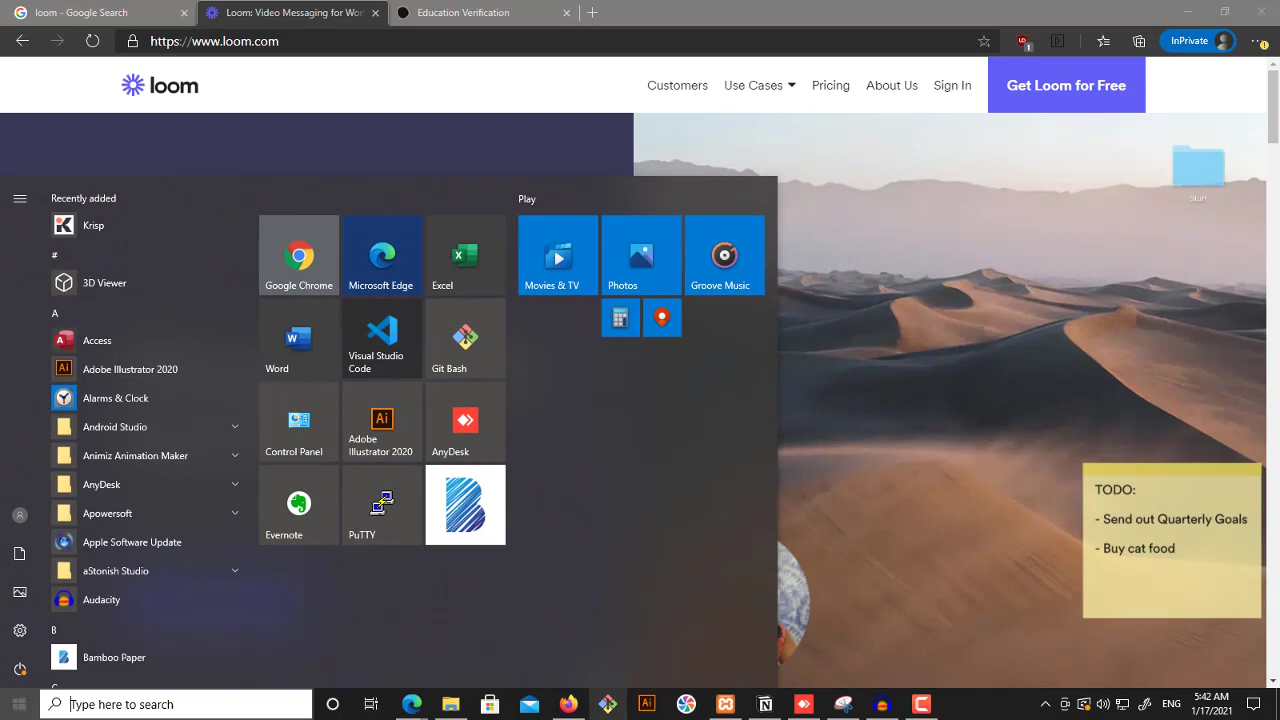 loom - Google Search
Loom: Video Messaging for Wor
Education Verification
https://www.loom.com
1
InPrivate
loom
Customers
Use Cases
Pricing
About Us
Sign In
Get Loom for Free
Stuff
Recently added
Krisp
#
3D Viewer
A
Access
Adobe Illustrator 2020
Alarms & Clock
Android Studio
Animiz Animation Maker
AnyDesk
Apowersoft
Apple Software Update
aStonish Studio
Audacity
B
Bamboo Paper
Google Chrome
Microsoft Edge
Excel
Word
Visual Studio
Code
Git Bash
Control Panel
Adobe
Illustrator 2020
AnyDesk
Evernote
PuTTY
Play
Movies & TV
Photos
Groove Music
TODO:
- Send out Quarterly Goals
- Buy cat food
Type here to search
ENG
5:42 AM
1/17/2021